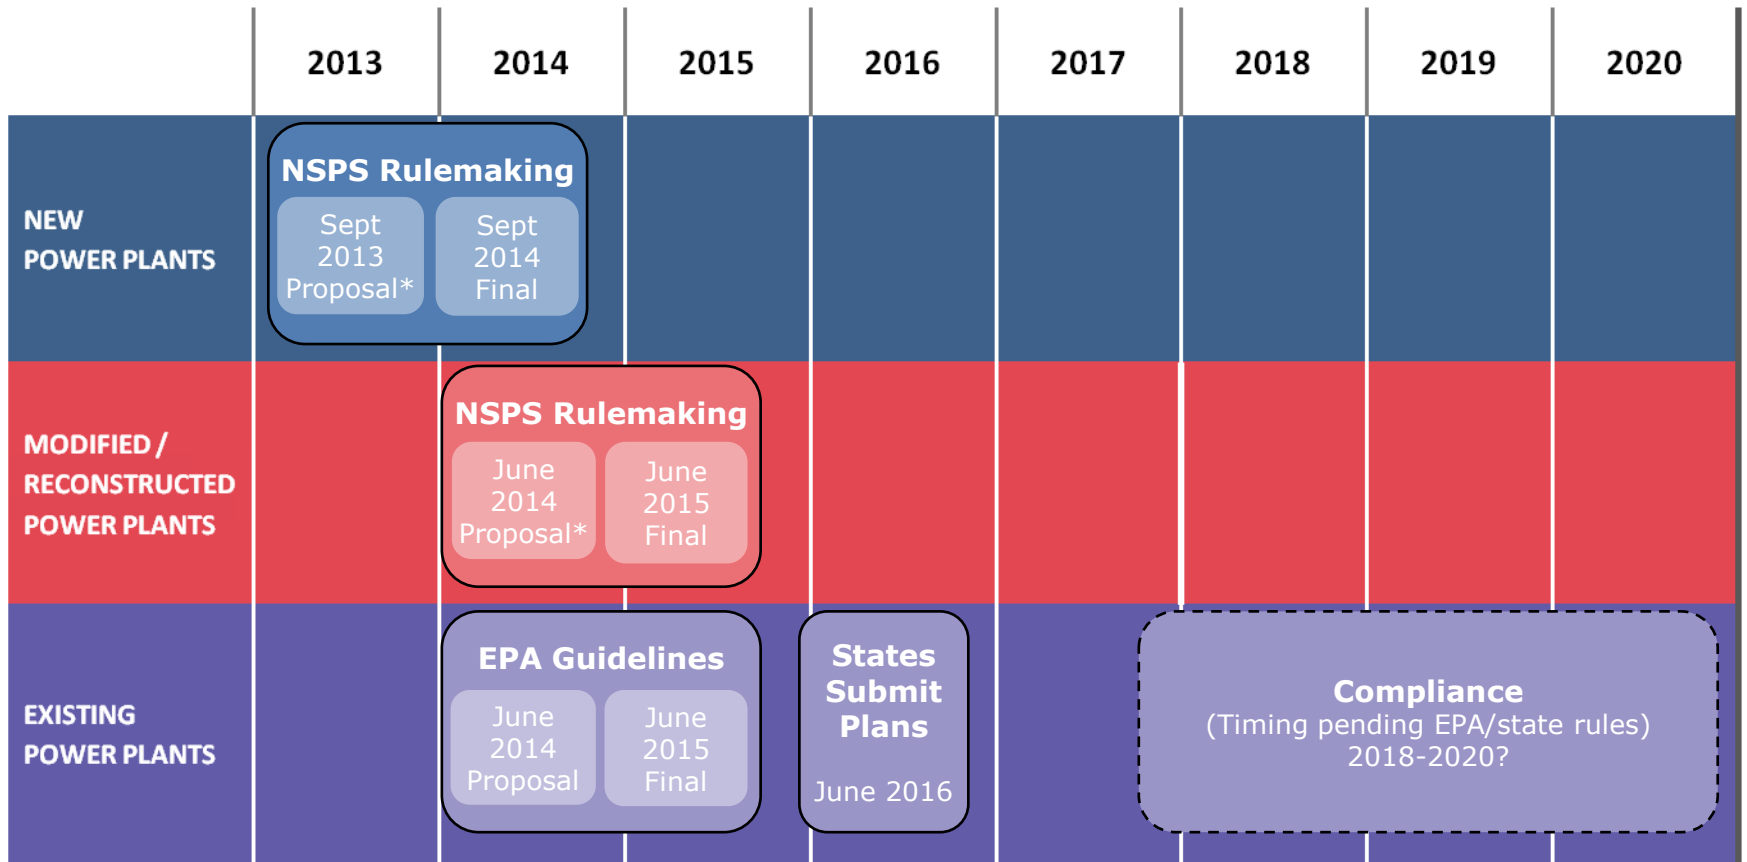 2013 2014 2015 2016 2017 2018 2019 2020
NEW
POWER PLANTS
NSPS Rulemaking
Sept
2013
Proposal*
Sept
2014
Final
MODIFIED /
RECONSTRUCTED
POWER PLANTS
NSPS Rulemaking
June
2014
Proposal*
June
2015
Final
EXISTING
POWER PLANTS
EPA Guidelines
June
2014
Proposal
June
2015
Final
States
Submit
Plans
June 2016
Compliance
(Timing pending EPA/state rules)
2018-2020?